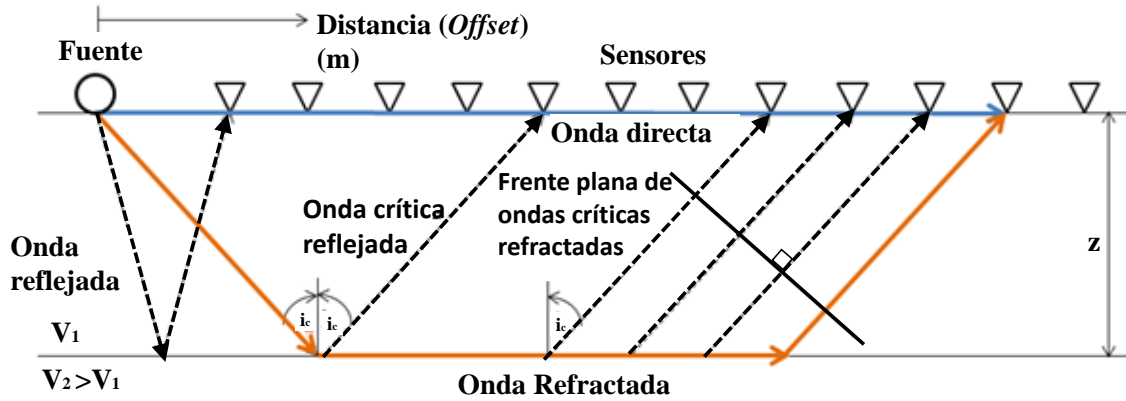 Distancia (Offset)
(m)
Fuente
Sensores
Onda directa
Onda crítica
reflejada
Frente plana de
ondas críticas
refractadas
Onda
reflejada
z
ic
ic
ic
V1
V2 >V1
Onda Refractada